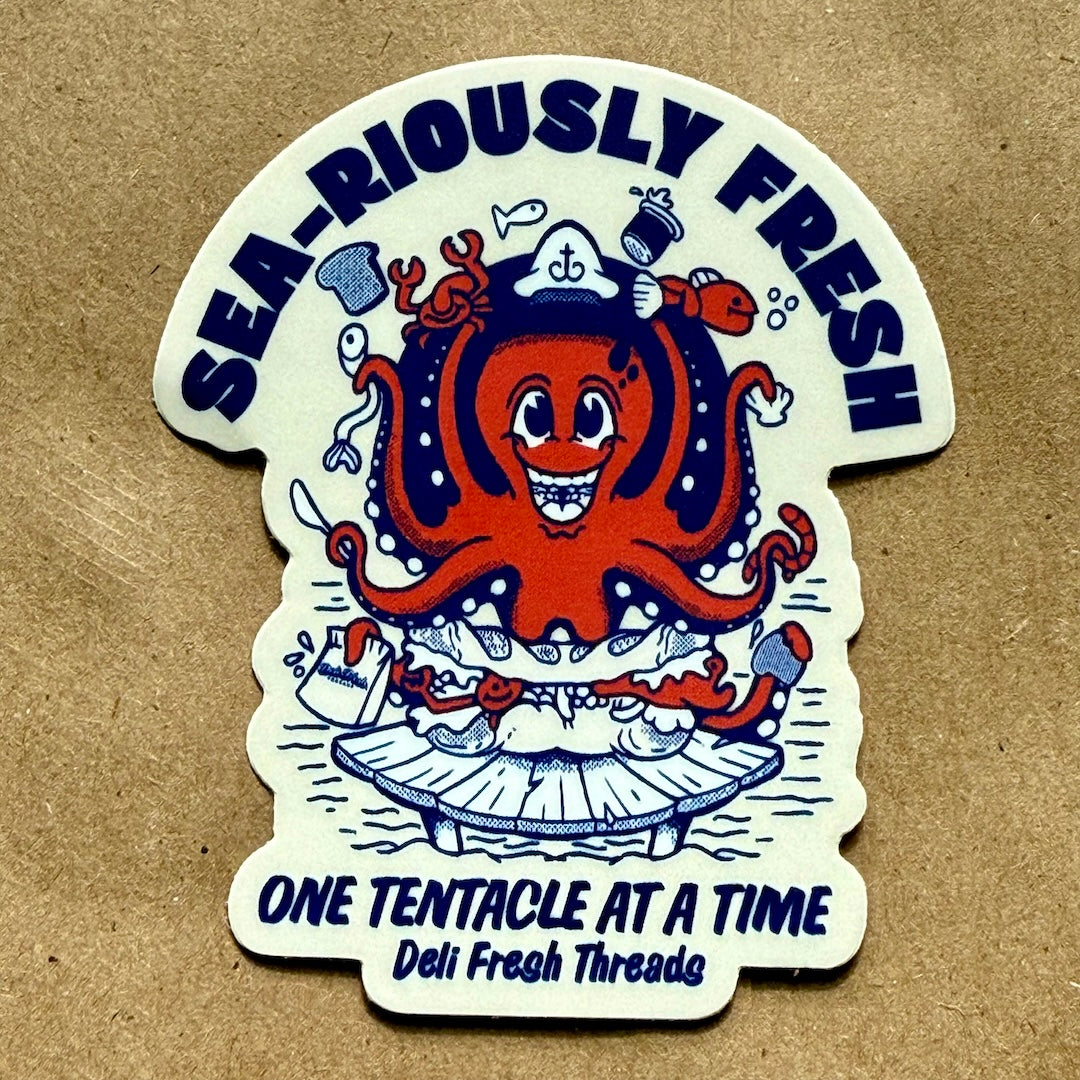 SEA-RIOUSLY FRESH
ONE TENTACLE AT A TIME
Deli Fresh Threads